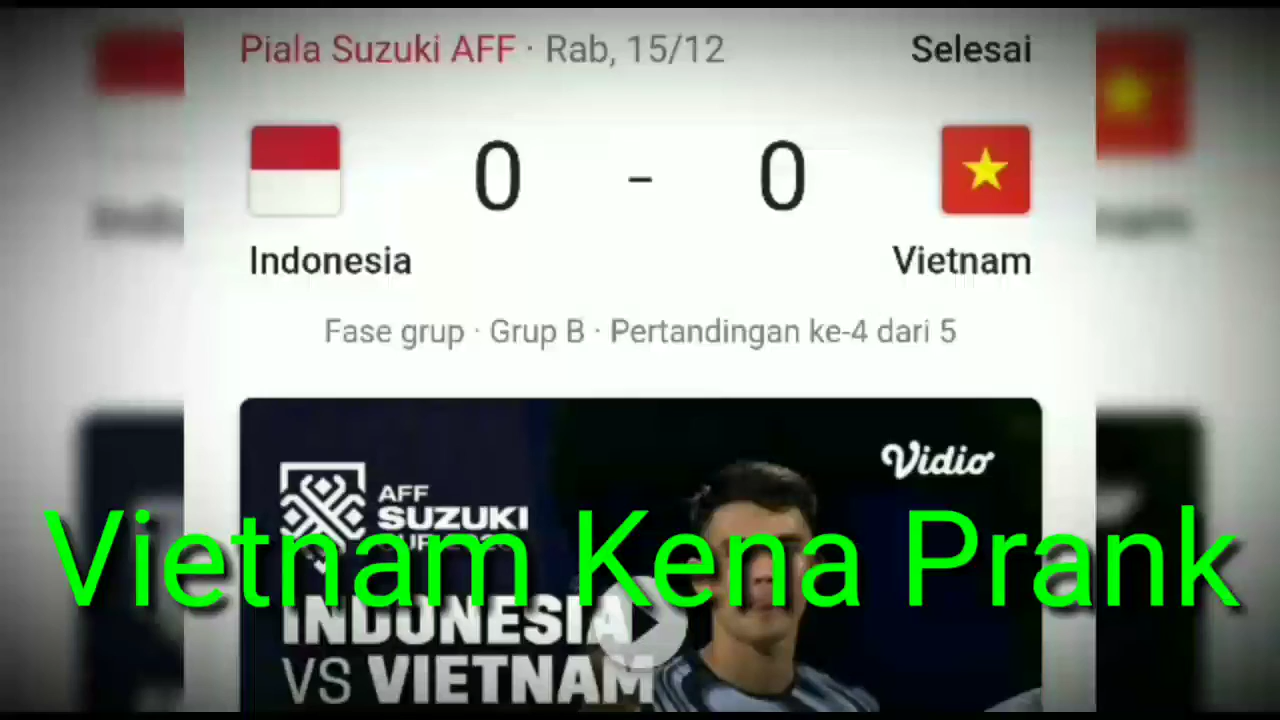 Piala Suzuki AFF · Rab, 15/12 Selesai
0 - 0
Indonesia Vietnam
Fase grup · Grup B · Pertandingan ke-4 dari 5
Vidio
AFF
SUZUKI
Vietnam Kena Prank
INDONESIA
VS VIETNAM